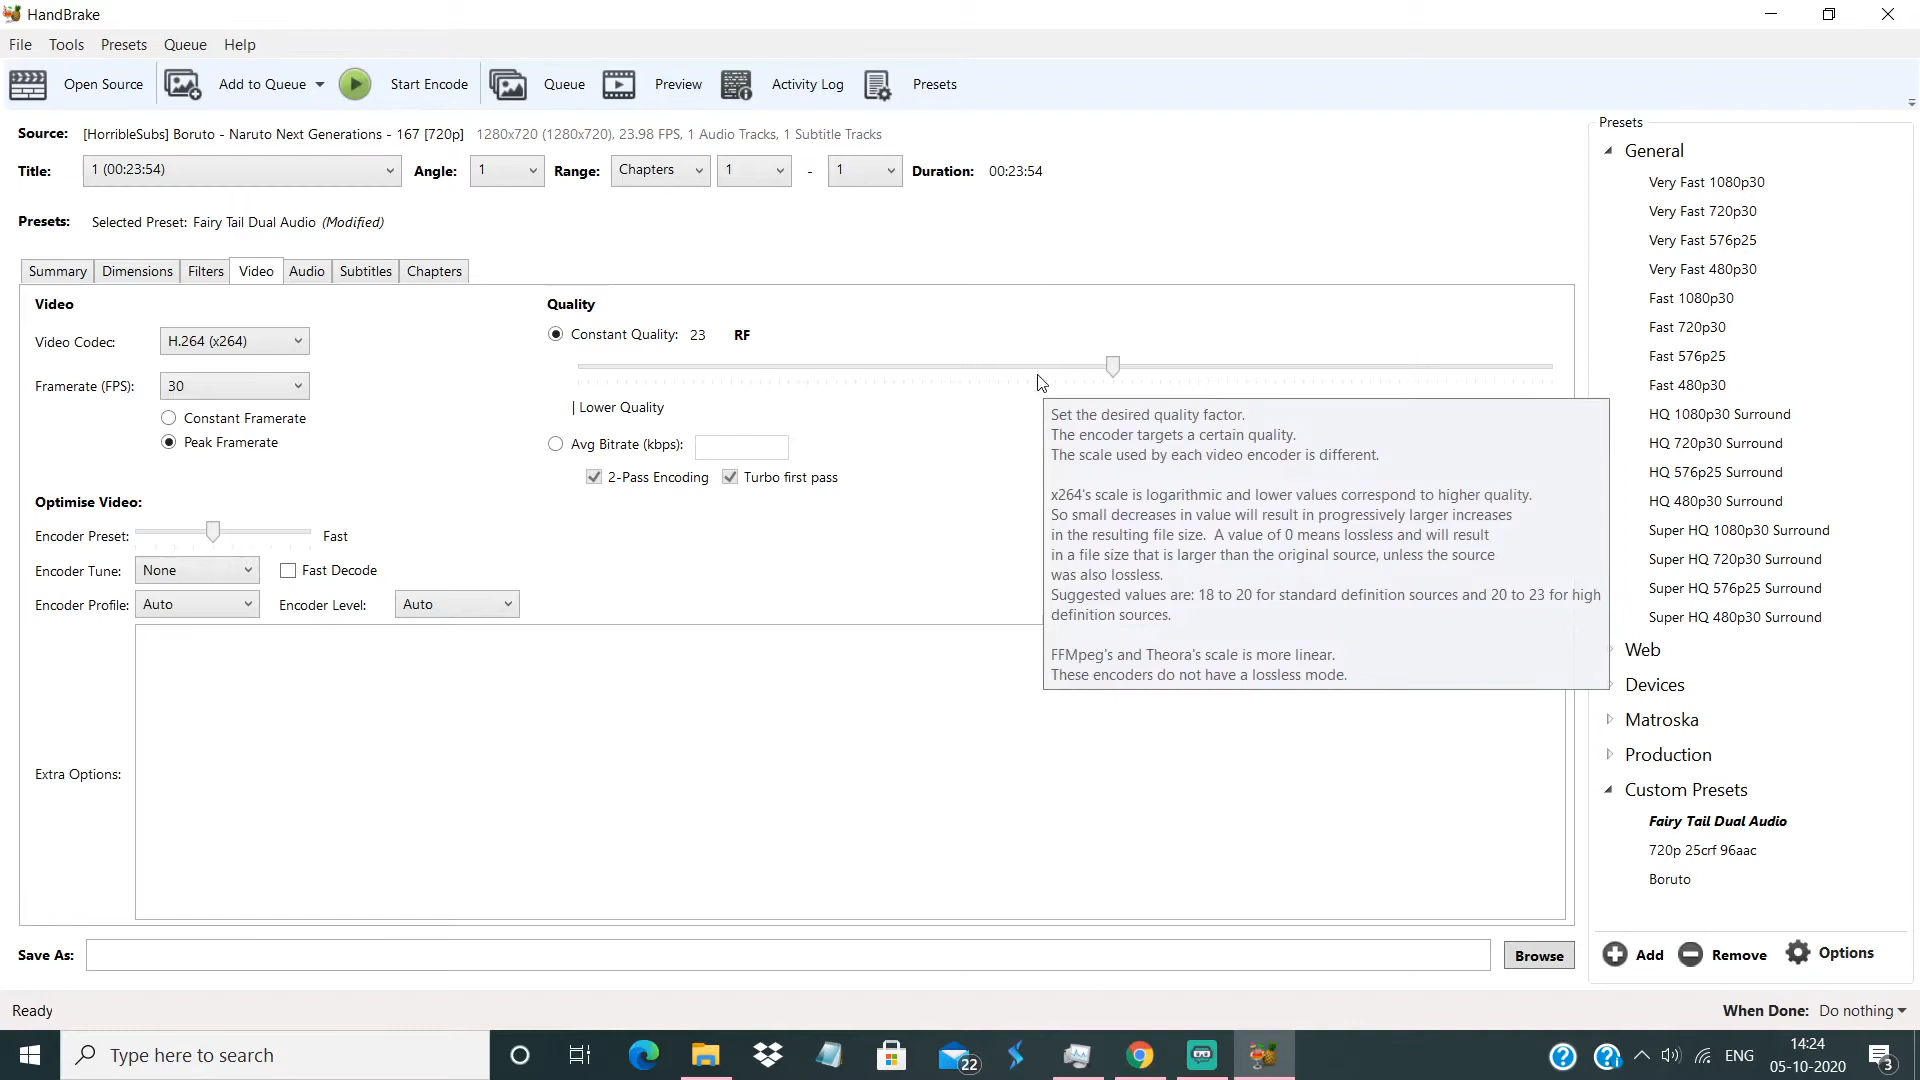 HandBrake
File Tools Presets Queue Help
Open Source Add to Queue Start Encode Queue Preview Activity Log Presets
Source: [HorribleSubs] Boruto - Naruto Next Generations - 167 [720p] 1280x720 (1280x720), 23.98 FPS, 1 Audio Tracks, 1 Subtitle Tracks
Title: 1 (00:23:54) Angle: 1 Range: Chapters 1 - 1 Duration: 00:23:54
Presets: Selected Preset: Fairy Tail Dual Audio (Modified)
Summary Dimensions Filters Video Audio Subtitles Chapters
Video
Video Codec: H.264 (x264)
Framerate (FPS): 30
Constant Framerate
Peak Framerate
Quality
Constant Quality: 23 RF
| Lower Quality
Avg Bitrate (kbps):
2-Pass Encoding Turbo first pass
Optimise Video:
Encoder Preset: Fast
Encoder Tune: None Fast Decode
Encoder Profile: Auto Encoder Level: Auto
Extra Options:
Set the desired quality factor.
The encoder targets a certain quality.
The scale used by each video encoder is different.
x264's scale is logarithmic and lower values correspond to higher quality.
So small decreases in value will result in progressively larger increases
in the resulting file size. A value of 0 means lossless and will result
in a file size that is larger than the original source, unless the source
was also lossless.
Suggested values are: 18 to 20 for standard definition sources and 20 to 23 for high
definition sources.
FFMpeg's and Theora's scale is more linear.
These encoders do not have a lossless mode.
Save As: Browse
Presets
General
Very Fast 1080p30
Very Fast 720p30
Very Fast 576p25
Very Fast 480p30
Fast 1080p30
Fast 720p30
Fast 576p25
Fast 480p30
HQ 1080p30 Surround
HQ 720p30 Surround
HQ 576p25 Surround
HQ 480p30 Surround
Super HQ 1080p30 Surround
Super HQ 720p30 Surround
Super HQ 576p25 Surround
Super HQ 480p30 Surround
Web
Devices
Matroska
Production
Custom Presets
Fairy Tail Dual Audio
720p 25crf 96aac
Boruto
Add Remove Options
Ready When Done: Do nothing
Type here to search
22
ENG
14:24
05-10-2020
3